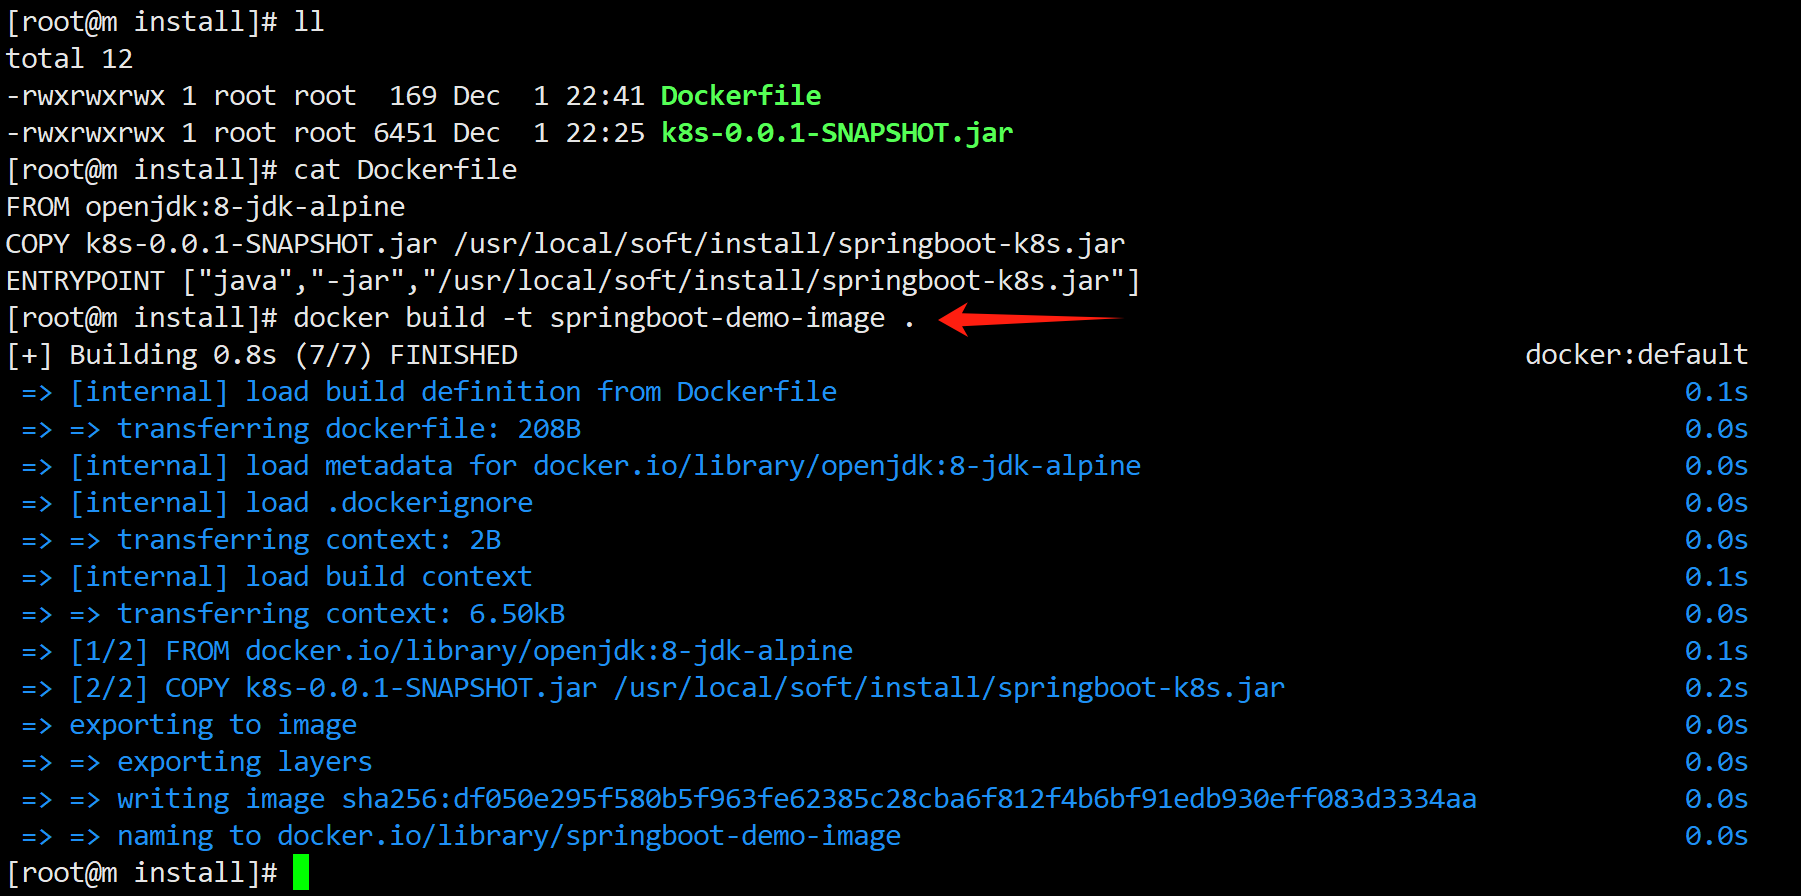 [root@m install]# ll
total 12
-rwxrwxrwx 1 root root  169 Dec  1 22:41 Dockerfile
-rwxrwxrwx 1 root root 6451 Dec  1 22:25 k8s-0.0.1-SNAPSHOT.jar
[root@m install]# cat Dockerfile
FROM openjdk:8-jdk-alpine
COPY k8s-0.0.1-SNAPSHOT.jar /usr/local/soft/install/springboot-k8s.jar
ENTRYPOINT ["java","-jar","/usr/local/soft/install/springboot-k8s.jar"]
[root@m install]# docker build -t springboot-demo-image .
[+] Building 0.8s (7/7) FINISHED docker:default
=> [internal] load build definition from Dockerfile 0.1s
=> => transferring dockerfile: 208B 0.0s
=> [internal] load metadata for docker.io/library/openjdk:8-jdk-alpine 0.0s
=> [internal] load .dockerignore 0.0s
=> => transferring context: 2B 0.0s
=> [internal] load build context 0.1s
=> => transferring context: 6.50kB 0.0s
=> [1/2] FROM docker.io/library/openjdk:8-jdk-alpine 0.1s
=> [2/2] COPY k8s-0.0.1-SNAPSHOT.jar /usr/local/soft/install/springboot-k8s.jar 0.2s
=> exporting to image 0.0s
=> => exporting layers 0.0s
=> => writing image sha256:df050e295f580b5f963fe62385c28cba6f812f4b6bf91edb930eff083d3334aa 0.0s
=> => naming to docker.io/library/springboot-demo-image 0.0s
[root@m install]#